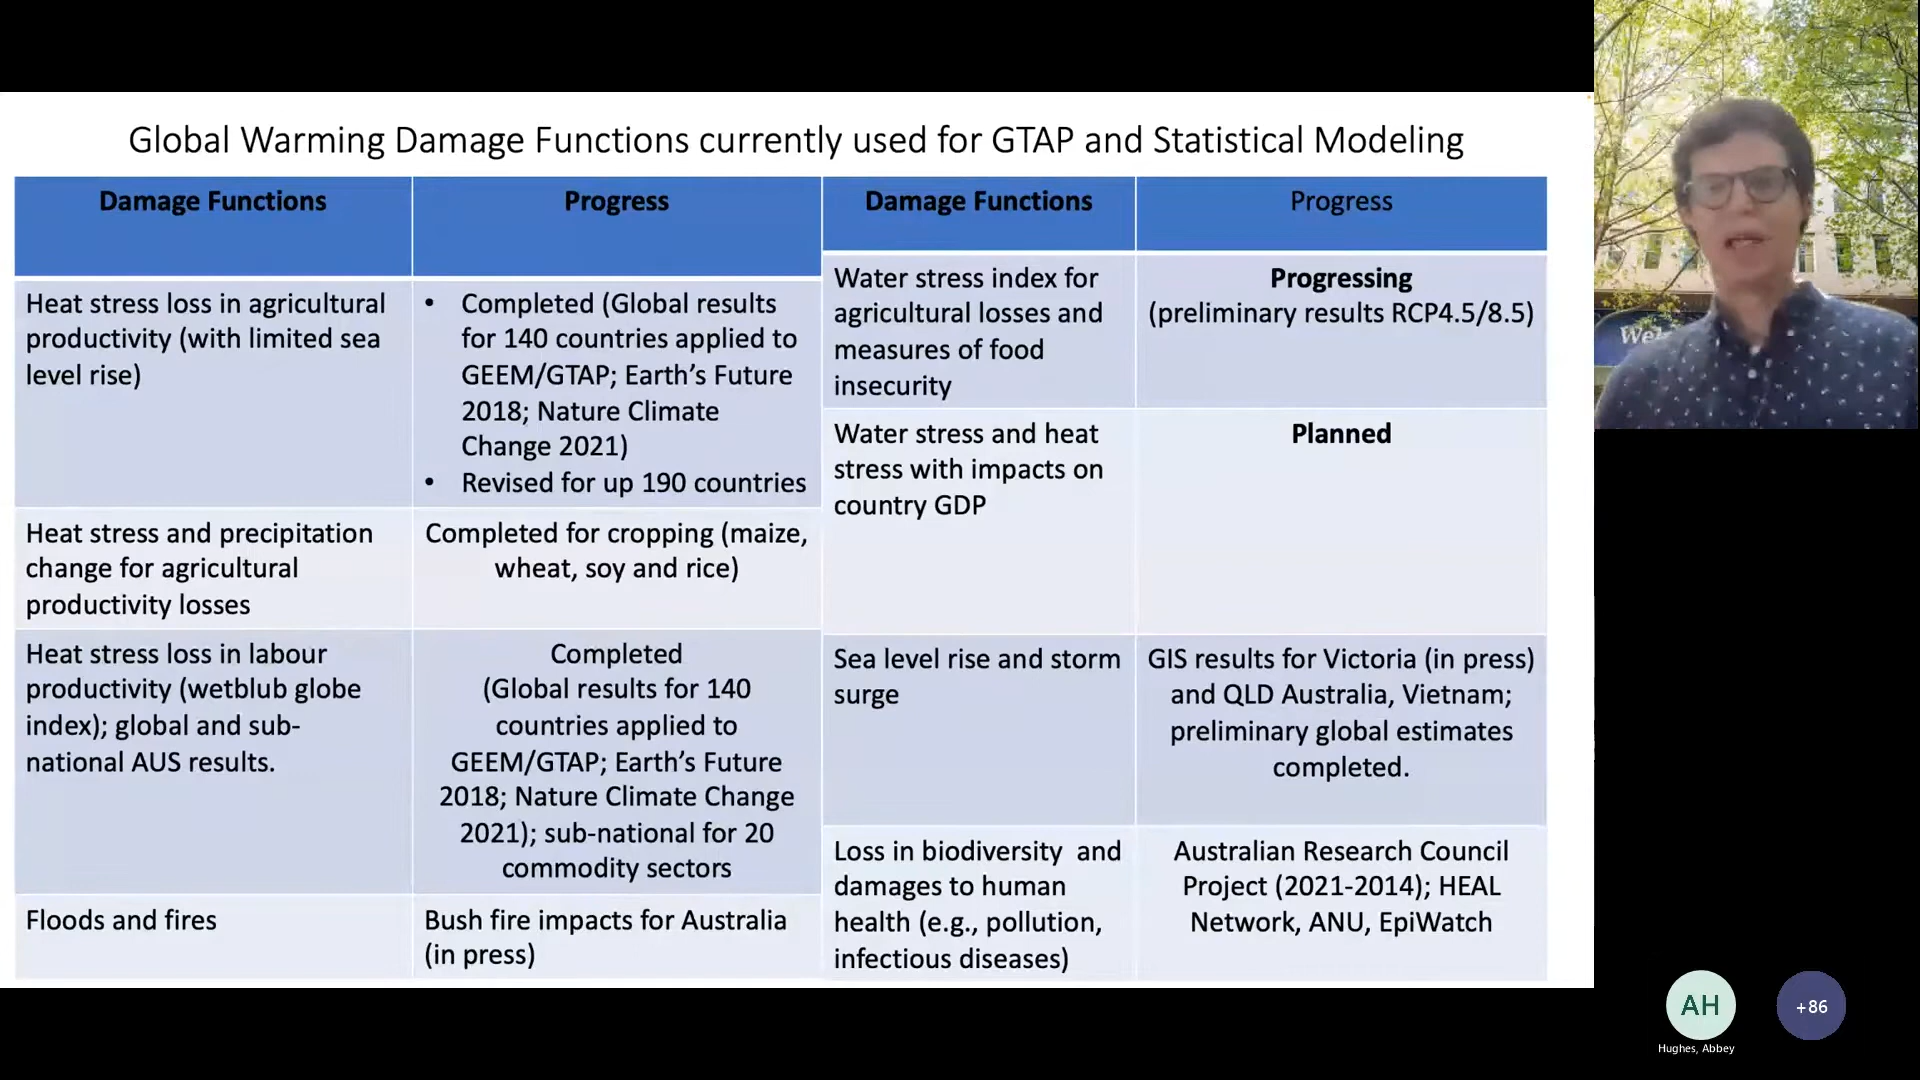 Global Warming Damage Functions currently used for GTAP and Statistical Modeling
Damage Functions
Progress
Heat stress loss in agricultural
productivity (with limited sea
level rise)
• Completed (Global results
for 140 countries applied to
GEEM/GTAP; Earth's Future
2018; Nature Climate
Change 2021)
• Revised for up 190 countries
Heat stress and precipitation
change for agricultural
productivity losses
Completed for cropping (maize,
wheat, soy and rice)
Heat stress loss in labour
productivity (wetblub globe
index); global and sub-
national AUS results.
Completed
(Global results for 140
countries applied to
GEEM/GTAP; Earth's Future
2018; Nature Climate Change
2021); sub-national for 20
commodity sectors
Floods and fires
Bush fire impacts for Australia
(in press)
Damage Functions
Progress
Water stress index for
agricultural losses and
measures of food
insecurity
Progressing
(preliminary results RCP4.5/8.5)
Water stress and heat
stress with impacts on
country GDP
Planned
Sea level rise and storm
surge
GIS results for Victoria (in press)
and QLD Australia, Vietnam;
preliminary global estimates
completed.
Loss in biodiversity and
damages to human
health (e.g., pollution,
infectious diseases)
Australian Research Council
Project (2021-2014); HEAL
Network, ANU, EpiWatch
AH
+86
Hughes, Abbey